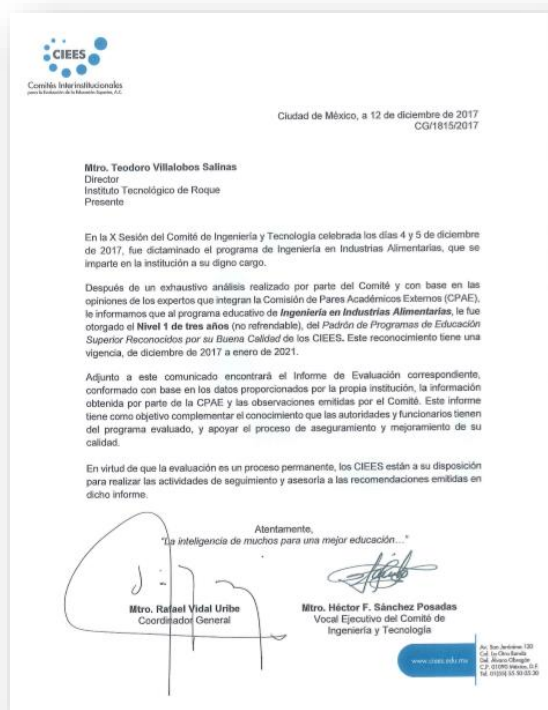 CIEES
Comités Interinstitucionales
para la Evaluación de la Educación Superior, A.C.
Ciudad de México, a 12 de diciembre de 2017
CG/1815/2017
Mtro. Teodoro Villalobos Salinas
Director
Instituto Tecnológico de Roque
Presente
En la X Sesión del Comité de Ingeniería y Tecnología celebrada los días 4 y 5 de diciembre
de 2017, fue dictaminado el programa de Ingeniería en Industrias Alimentarias, que se
imparte en la institución a su digno cargo.
Después de un exhaustivo análisis realizado por parte del Comité y con base en las
opiniones de los expertos que integran la Comisión de Pares Académicos Externos (CPAE),
le informamos que al programa educativo de Ingeniería en Industrias Alimentarias, le fue
otorgado el Nivel 1 de tres años (no refrendable), del Padrón de Programas de Educación
Superior Reconocidos por su Buena Calidad de los CIEES. Este reconocimiento tiene una
vigencia, de diciembre de 2017 a enero de 2021.
Adjunto a este comunicado encontrará el Informe de Evaluación correspondiente,
conformado con base en los datos proporcionados por la propia institución, la información
obtenida por parte de la CPAE y las observaciones emitidas por el Comité. Este informe
tiene como objetivo complementar el conocimiento que las autoridades y funcionarios tienen
del programa evaluado, y apoyar el proceso de aseguramiento y mejoramiento de su
calidad.
En virtud de que la evaluación es un proceso permanente, los CIEES están a su disposición
para realizar las actividades de seguimiento y asesoría a las recomendaciones emitidas en
dicho informe.
Atentamente,
"La inteligencia de muchos para una mejor educación..."
Mtro. Rafael Vidal Uribe
Coordinador General
Mtro. Héctor F. Sánchez Posadas
Vocal Ejecutivo del Comité de
Ingeniería y Tecnología
www.ciees.edu.mx
Av. San Jerónimo 120
Col. La Otra Banda
Del. Álvaro Obregón
C.P. 01090 México, D.F.